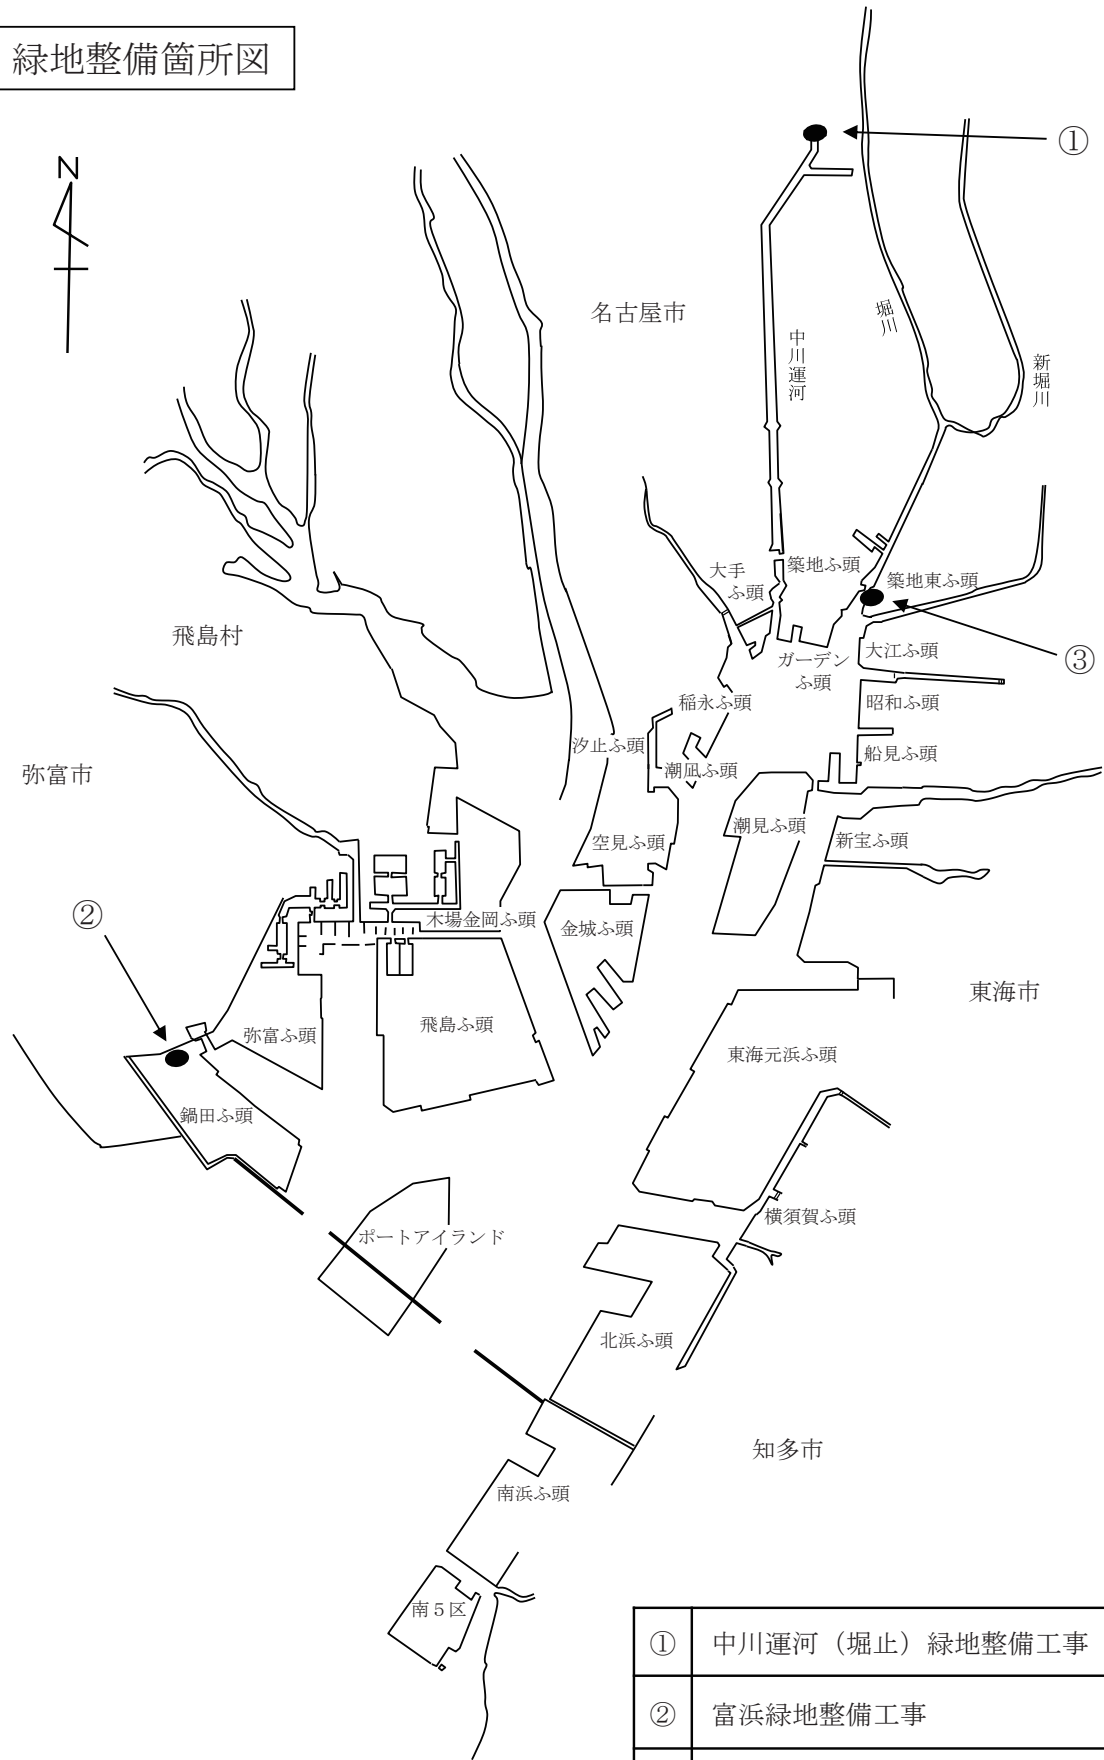 緑地整備箇所図
①
N
名古屋市
堀川
中川運河
新堀川
築地ふ頭
大手
ふ頭
築地東ふ頭
飛島村
ガーデン
ふ頭
大江ふ頭
③
稲永ふ頭
昭和ふ頭
汐止ふ頭
船見ふ頭
弥富市
潮凪ふ頭
潮見ふ頭
空見ふ頭
新宝ふ頭
②
木場金岡ふ頭
金城ふ頭
東海市
弥富ふ頭
飛島ふ頭
東海元浜ふ頭
鍋田ふ頭
横須賀ふ頭
ポートアイランド
北浜ふ頭
知多市
南浜ふ頭
南5区
① 中川運河(堀止)緑地整備工事
② 富浜緑地整備工事